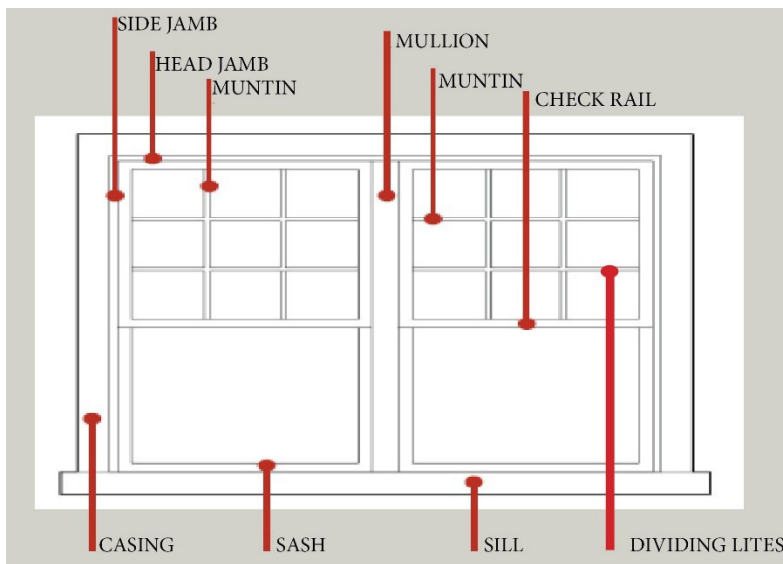 SIDE JAMB
HEAD JAMB
MUNTIN
MULLION
MUNTIN
CHECK RAIL
CASING
SASH
SILL
DIVIDING LITES